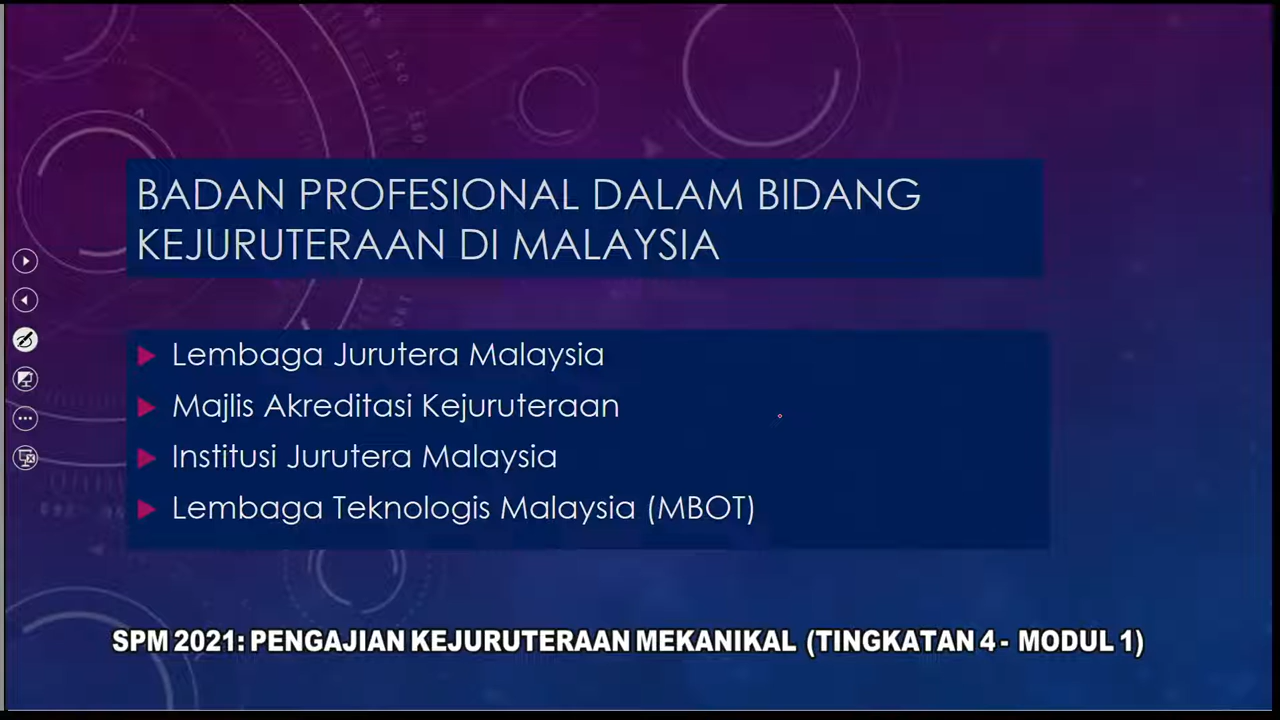 BADAN PROFESIONAL DALAM BIDANG
KEJURUTERAAN DI MALAYSIA
Lembaga Jurutera Malaysia
Majlis Akreditasi Kejuruteraan
Institusi Jurutera Malaysia
Lembaga Teknologis Malaysia (MBOT)
SPM 2021: PENGAJIAN KEJURUTERAAN MEKANIKAL (TINGKATAN 4 - MODUL 1)